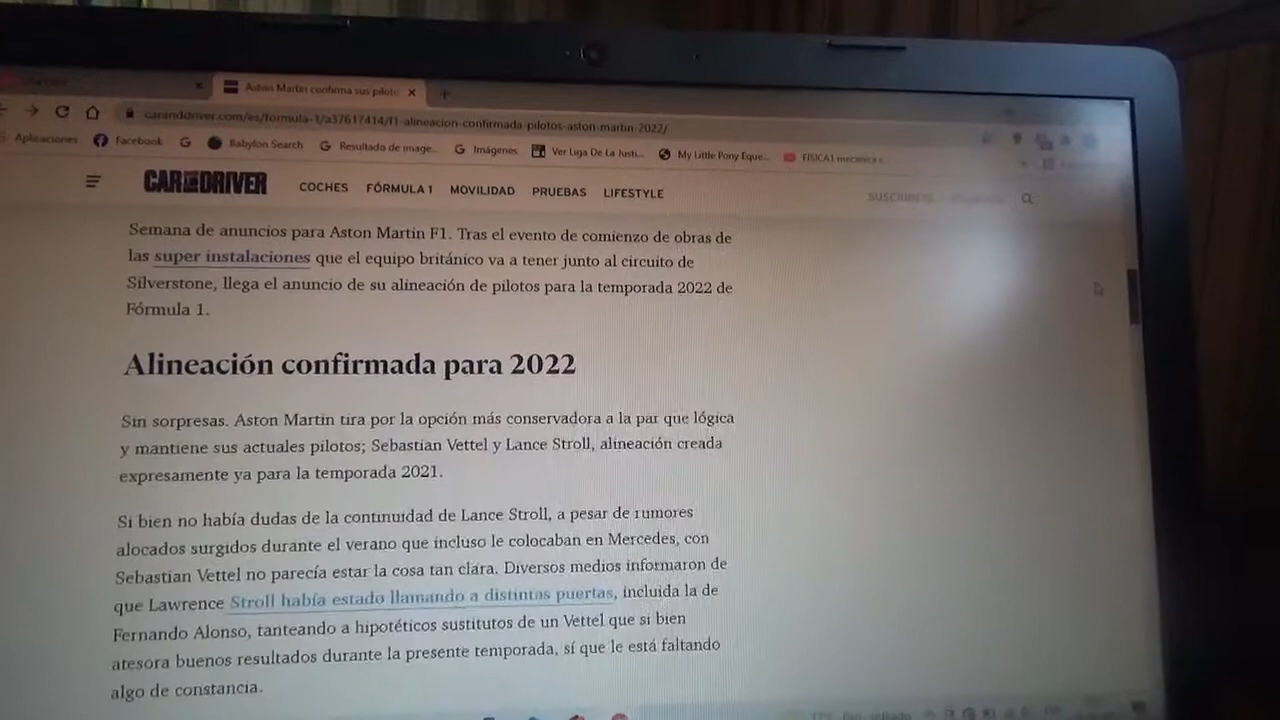 Aston Martin confirma sus pilote
caranddriver.com/es/formula-1/a37617414/f1-alineacion-confirmada-pilotos-aston-martin-2022/
Aplicaciones Facebook Babylon Search Resultado de image... Imágenes Ver Liga De La Justi... My Little Pony Eque... FISICA1 mecanica
CAR AND DRIVER COCHES FÓRMULA 1 MOVILIDAD PRUEBAS LIFESTYLE
Semana de anuncios para Aston Martin F1. Tras el evento de comienzo de obras de
las super instalaciones que el equipo británico va a tener junto al circuito de
Silverstone, llega el anuncio de su alineación de pilotos para la temporada 2022 de
Fórmula 1.
Alineación confirmada para 2022
Sin sorpresas. Aston Martin tira por la opción más conservadora a la par que lógica
y mantiene sus actuales pilotos; Sebastian Vettel y Lance Stroll, alineación creada
expresamente ya para la temporada 2021.
Si bien no había dudas de la continuidad de Lance Stroll, a pesar de rumores
alocados surgidos durante el verano que incluso le colocaban en Mercedes, con
Sebastian Vettel no parecía estar la cosa tan clara. Diversos medios informaron de
que Lawrence Stroll había estado llamando a distintas puertas, incluida la de
Fernando Alonso, tanteando a hipotéticos sustitutos de un Vettel que si bien
atesora buenos resultados durante la presente temporada, sí que le está faltando
algo de constancia.